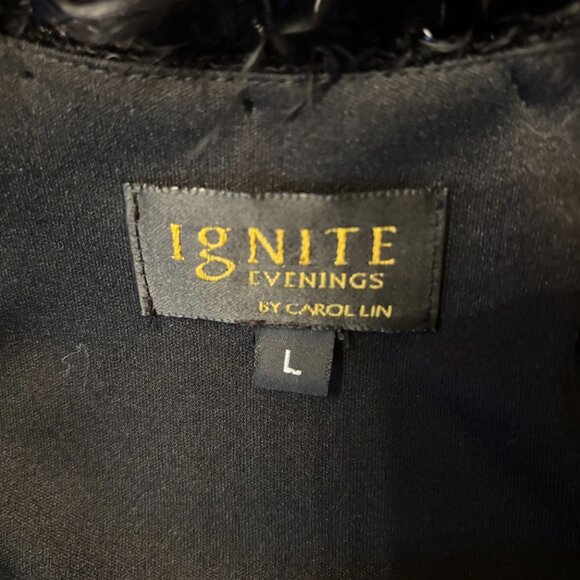 IgNITE
EVENINGS
BY CAROL LIN
L